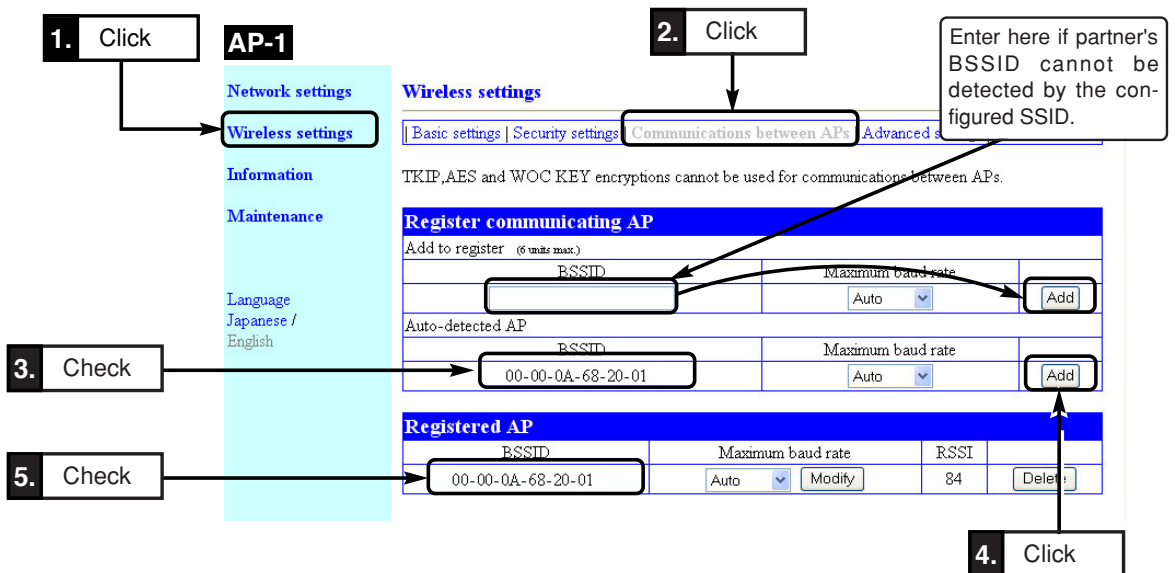 1. Click
AP-1
2. Click
Enter here if partner's
BSSID cannot be
detected by the con-
figured SSID.
Network settings
Wireless settings
Information
Maintenance
Language
Japanese /
English
Wireless settings
| Basic settings | Security settings | Communications between APs | Advanced s
TKIP,AES and WOC KEY encryptions cannot be used for communications between APs.
Register communicating AP
Add to register (6 units max.)
BSSID Maximum baud rate
Auto Add
Auto-detected AP
BSSID Maximum baud rate
3. Check
00-00-0A-68-20-01 Auto Add
Registered AP
BSSID Maximum baud rate RSSI
5. Check
00-00-0A-68-20-01 Auto Modify 84 Delete
4. Click